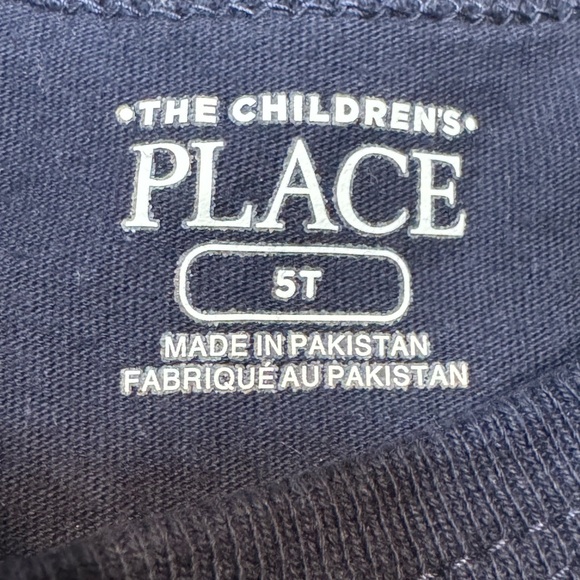 •THE CHILDREN'S•
PLACE
5T
MADE IN PAKISTAN
FABRIQUÉ AU PAKISTAN